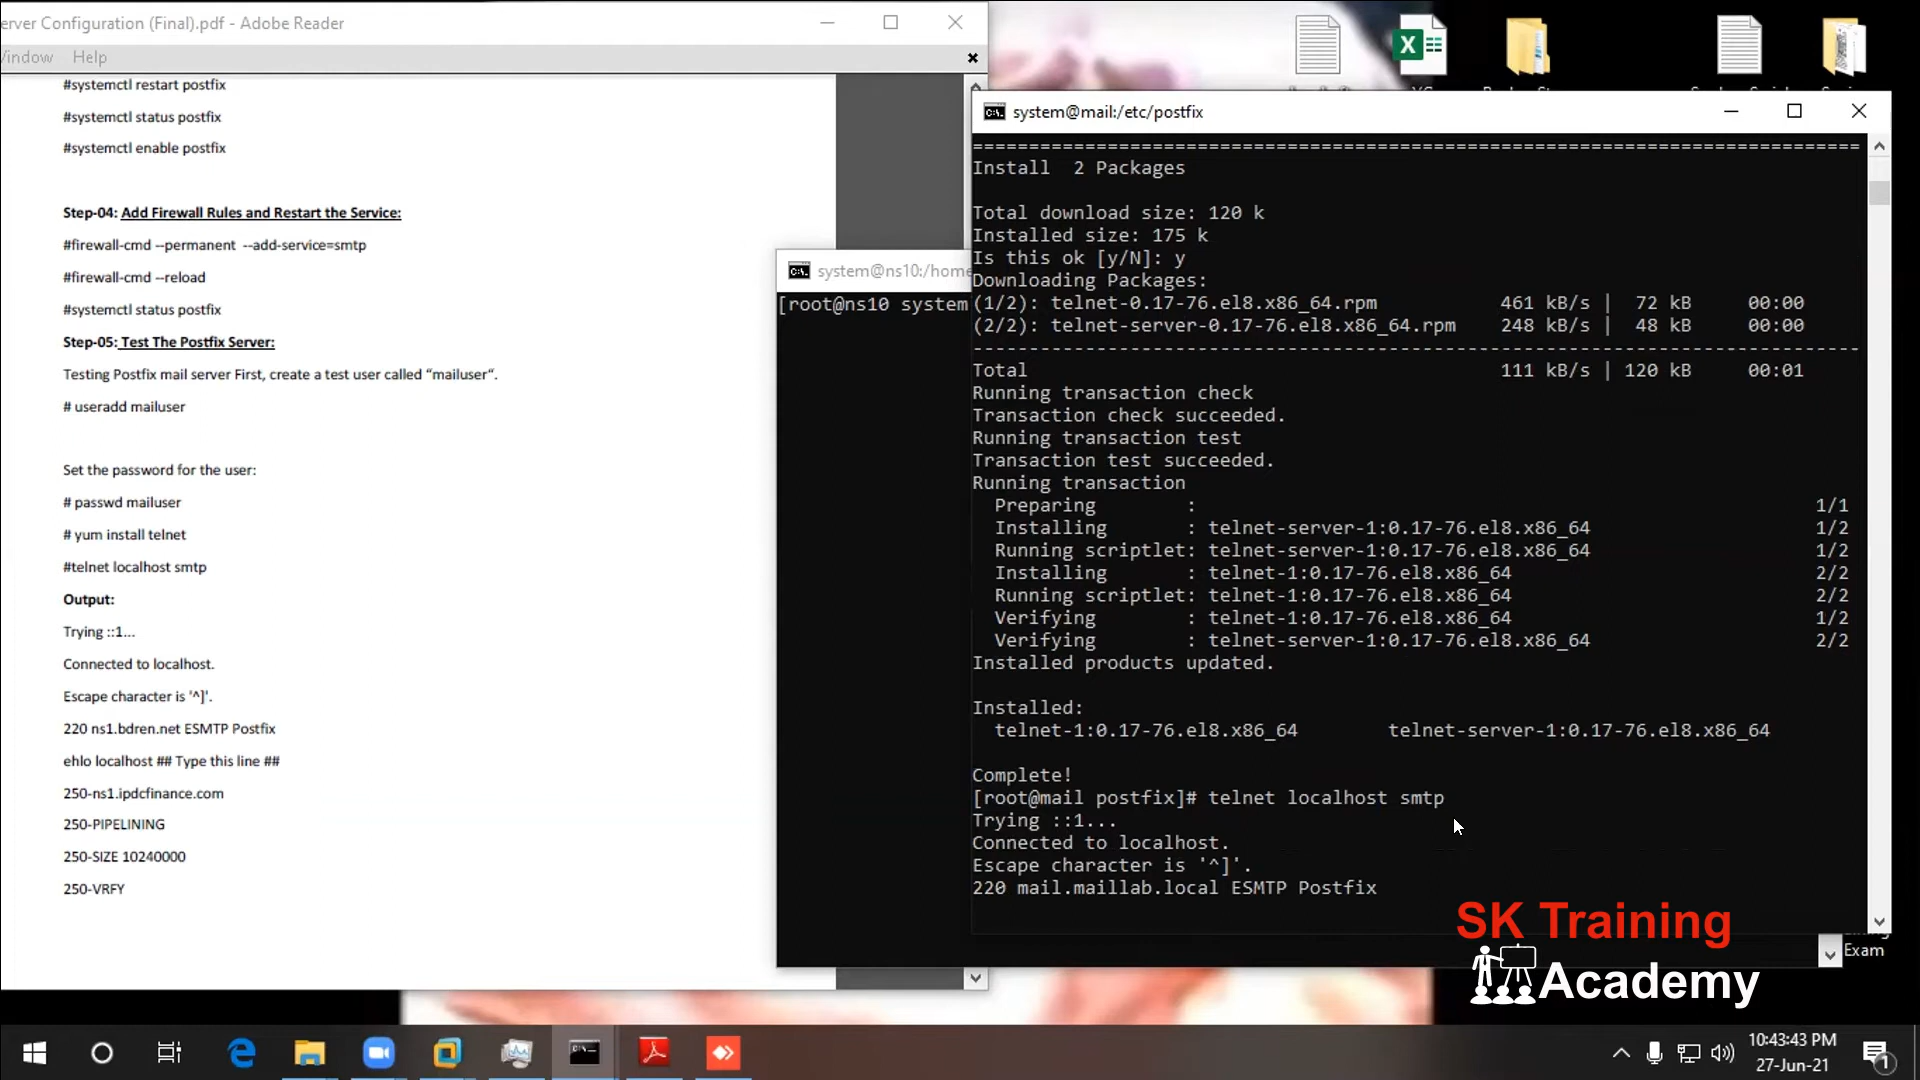 erver Configuration (Final).pdf - Adobe Reader
Window Help
#systemctl restart postfix
#systemctl status postfix
#systemctl enable postfix
Step-04: Add Firewall Rules and Restart the Service:
#firewall-cmd --permanent --add-service=smtp
#firewall-cmd --reload
#systemctl status postfix
Step-05: Test The Postfix Server:
Testing Postfix mail server First, create a test user called “mailuser“.
# useradd mailuser
Set the password for the user:
# passwd mailuser
# yum install telnet
#telnet localhost smtp
Output:
Trying ::1...
Connected to localhost.
Escape character is '^]'.
220 ns1.bdren.net ESMTP Postfix
ehlo localhost ## Type this line ##
250-ns1.ipdcfinance.com
250-PIPELINING
250-SIZE 10240000
250-VRFY
system@ns10:/home
[root@ns10 system
system@mail:/etc/postfix
================================================================================
Install  2 Packages
Total download size: 120 k
Installed size: 175 k
Is this ok [y/N]: y
Downloading Packages:
(1/2): telnet-0.17-76.el8.x86_64.rpm 461 kB/s | 72 kB 00:00
(2/2): telnet-server-0.17-76.el8.x86_64.rpm 248 kB/s | 48 kB 00:00
--------------------------------------------------------------------------------
Total 111 kB/s | 120 kB 00:01
Running transaction check
Transaction check succeeded.
Running transaction test
Transaction test succeeded.
Running transaction
Preparing : 1/1
Installing : telnet-server-1:0.17-76.el8.x86_64 1/2
Running scriptlet: telnet-server-1:0.17-76.el8.x86_64 1/2
Installing : telnet-1:0.17-76.el8.x86_64 2/2
Running scriptlet: telnet-1:0.17-76.el8.x86_64 2/2
Verifying : telnet-1:0.17-76.el8.x86_64 1/2
Verifying : telnet-server-1:0.17-76.el8.x86_64 2/2
Installed products updated.
Installed:
telnet-1:0.17-76.el8.x86_64 telnet-server-1:0.17-76.el8.x86_64
Complete!
[root@mail postfix]# telnet localhost smtp
Trying ::1...
Connected to localhost.
Escape character is '^]'.
220 mail.maillab.local ESMTP Postfix
SK Training
Academy
Exam
10:43:43 PM
27-Jun-21
1